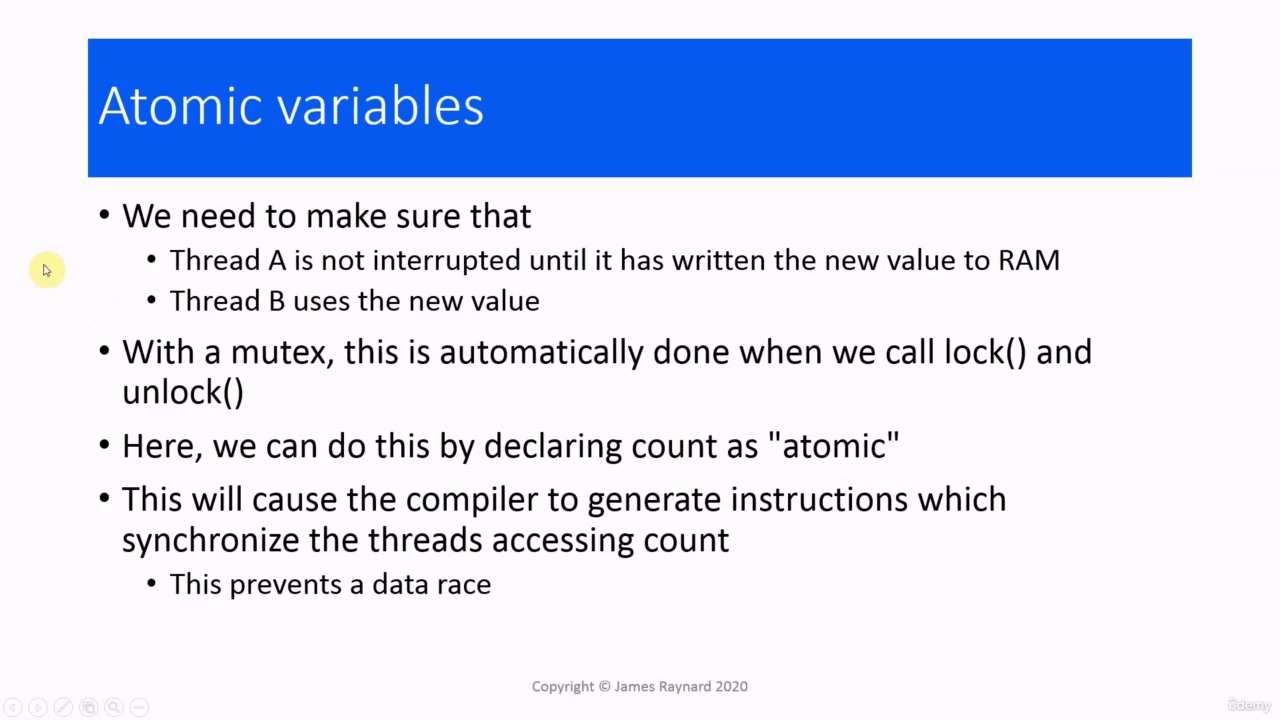 Atomic variables
• We need to make sure that
• Thread A is not interrupted until it has written the new value to RAM
• Thread B uses the new value
• With a mutex, this is automatically done when we call lock() and
unlock()
• Here, we can do this by declaring count as "atomic"
• This will cause the compiler to generate instructions which
synchronize the threads accessing count
• This prevents a data race
Copyright © James Raynard 2020
ûdemy